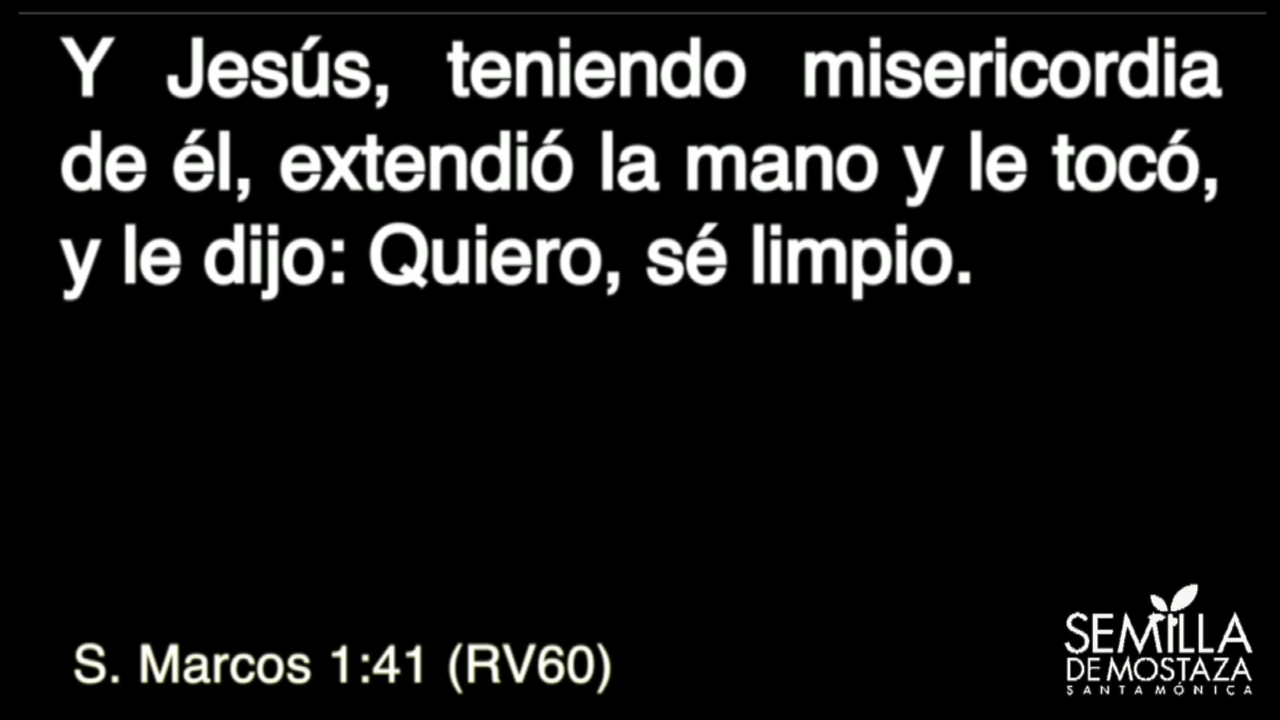 Y Jesús, teniendo misericordia
de él, extendió la mano y le tocó,
y le dijo: Quiero, sé limpio.
S. Marcos 1:41 (RV60)
SEMILLA
DE MOSTAZA
SANTA MÓNICA